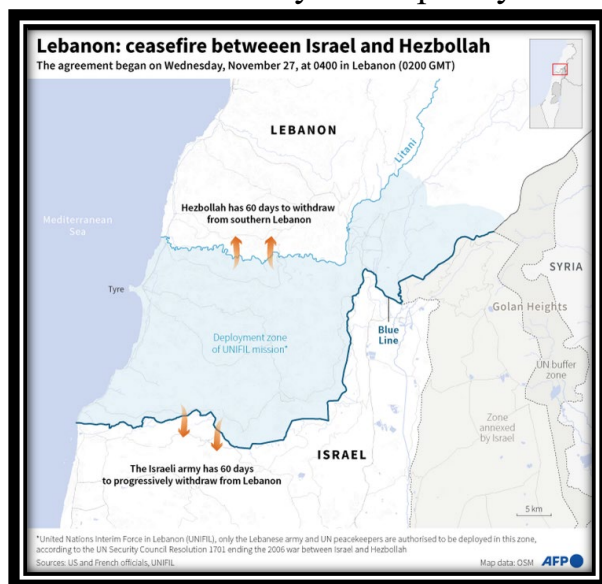 Lebanon: ceasefire betweeen Israel and Hezbollah
The agreement began on Wednesday, November 27, at 0400 in Lebanon (0200 GMT)
LEBANON
Litani
Hezbollah has 60 days to withdraw
from southern Lebanon
Mediterranean
Sea
SYRIA
Tyre
Golan Heights
Blue
Line
Deployment zone
of UNIFIL mission*
UN buffer
zone
Zone
annexed
by Israel
ISRAEL
The Israeli army has 60 days
to progressively withdraw from Lebanon
5 km
*United Nations Interim Force in Lebanon (UNIFIL), only the Lebanese army and UN peacekeepers are authorised to be deployed in this zone,
according to the UN Security Council Resolution 1701 ending the 2006 war between Israel and Hezbollah
Sources: US and French officials, UNIFIL
Map data: OSM AFP